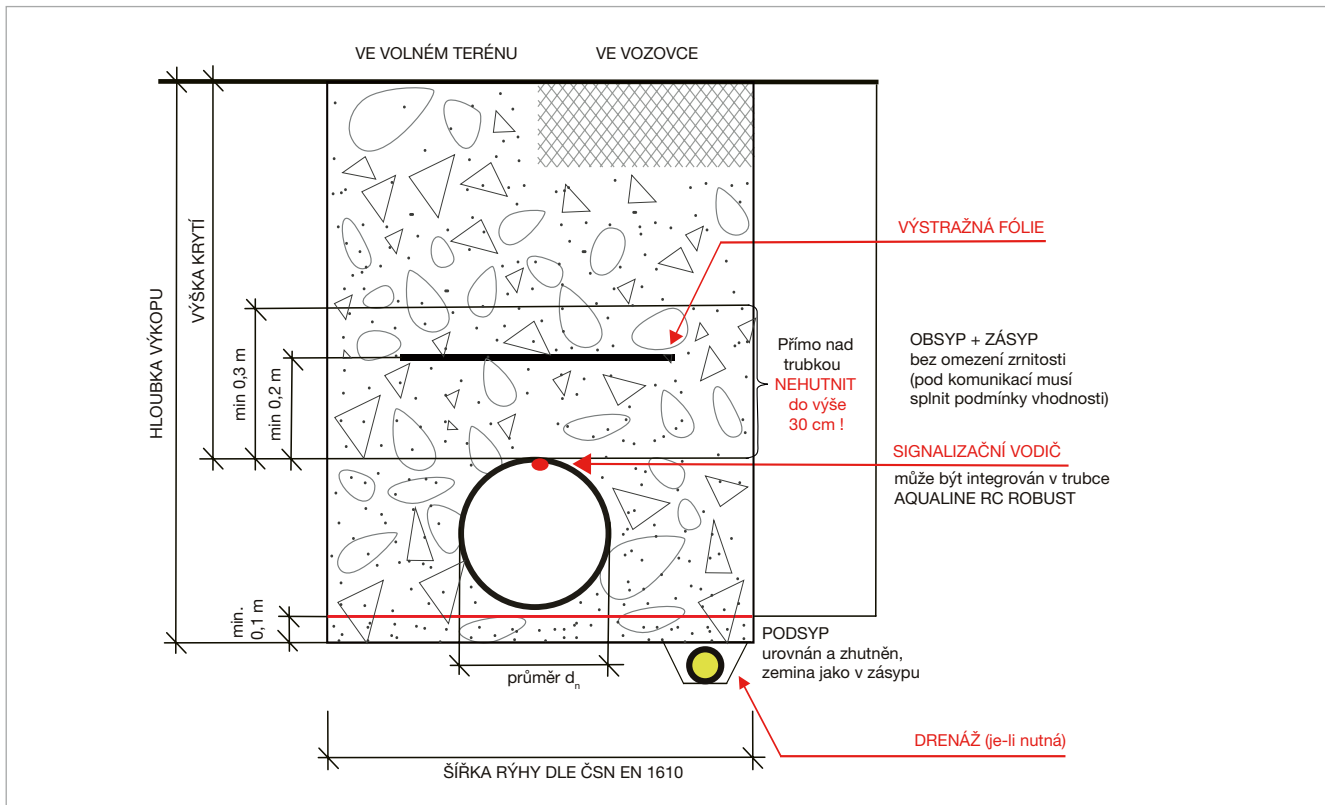 VE VOLNÉM TERÉNU
VE VOZOVCE
HLOUBKA VÝKOPU
VÝŠKA KRYTÍ
min 0,3 m
min 0,2 m
min.
0,1 m
VÝSTRAŽNÁ FÓLIE
Přímo nad
trubkou
NEHUTNIT
do výše
30 cm !
OBSYP + ZÁSYP
bez omezení zrnitosti
(pod komunikací musí
splnit podmínky vhodnosti)
SIGNALIZAČNÍ VODIČ
může být integrován v trubce
AQUALINE RC ROBUST
PODSYP
urovnán a zhutněn,
zemina jako v zásypu
průměr dn
DRENÁŽ (je-li nutná)
ŠÍŘKA RÝHY DLE ČSN EN 1610